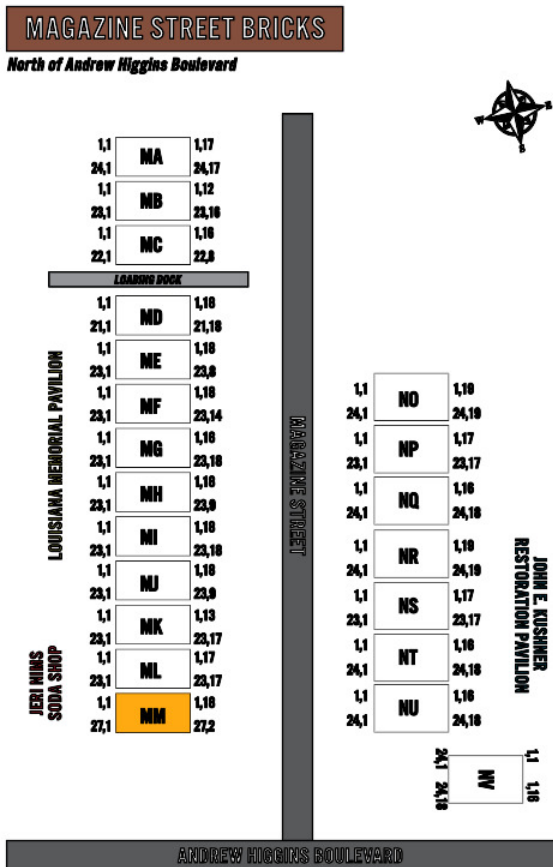 MAGAZINE STREET BRICKS
North of Andrew Higgins Boulevard
N
E
S
W
1,1 MA 1,17
24,1 24,17
1,1 MB 1,12
23,1 23,16
1,1 MC 1,16
22,1 22,8
LOADING DOCK
1,1 MD 1,18
21,1 21,18
1,1 ME 1,18
23,1 23,8
1,1 MF 1,18
23,1 23,14
1,1 MG 1,16
23,1 23,18
1,1 MH 1,18
23,1 23,9
1,1 MI 1,18
23,1 23,18
1,1 MJ 1,18
23,1 23,9
1,1 MK 1,13
23,1 23,17
1,1 ML 1,17
23,1 23,17
1,1 MM 1,18
27,1 27,2
LOUISIANA MEMORIAL PAVILION
JERI NIMS
SODA SHOP
MAGAZINE STREET
1,1 NO 1,19
24,1 24,19
1,1 NP 1,17
23,1 23,17
1,1 NQ 1,16
24,1 24,18
1,1 NR 1,19
24,1 24,19
1,1 NS 1,17
23,1 23,17
1,1 NT 1,16
24,1 24,18
1,1 NU 1,16
24,1 24,18
JOHN E. KUSHNER
RESTORATION PAVILION
1,1 NV 1,16
24,1 24,18
ANDREW HIGGINS BOULEVARD